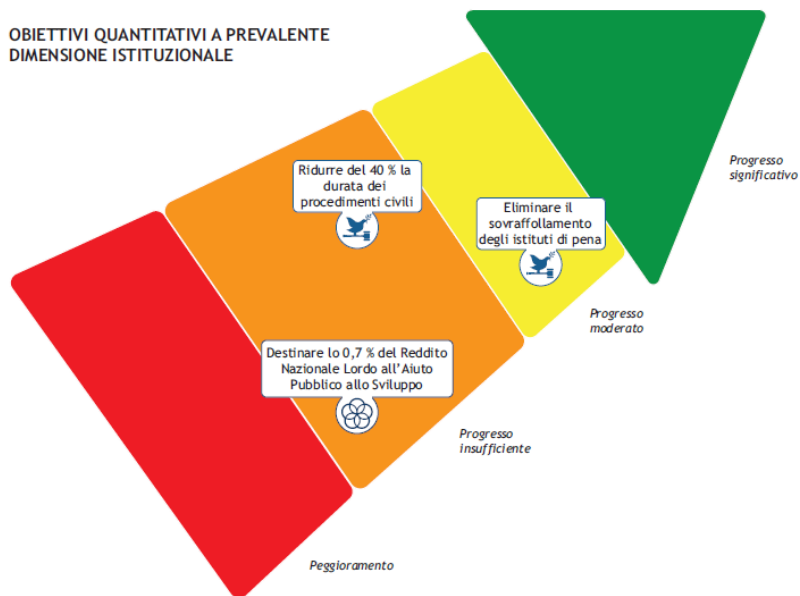 OBIETTIVI QUANTITATIVI A PREVALENTE
DIMENSIONE ISTITUZIONALE
Progresso
significativo
Ridurre del 40 % la
durata dei
procedimenti civili
Eliminare il
sovraffollamento
degli istituti di pena
Progresso
moderato
Destinare lo 0,7 % del Reddito
Nazionale Lordo all'Aiuto
Pubblico allo Sviluppo
Progresso
insufficiente
Peggioramento